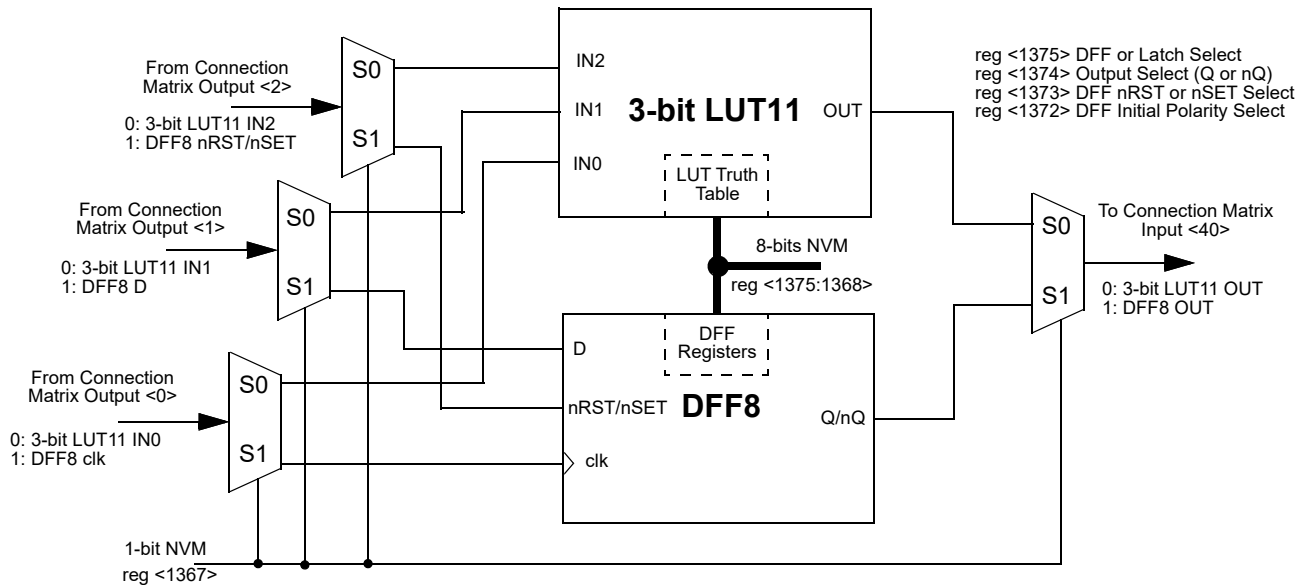 From Connection
Matrix Output <2>
0: 3-bit LUT11 IN2
1: DFF8 nRST/nSET
S0
S1
From Connection
Matrix Output <1>
0: 3-bit LUT11 IN1
1: DFF8 D
S0
S1
From Connection
Matrix Output <0>
0: 3-bit LUT11 IN0
1: DFF8 clk
S0
S1
1-bit NVM
reg <1367>
IN2
IN1
IN0
3-bit LUT11
OUT
LUT Truth
Table
8-bits NVM
reg <1375:1368>
DFF
Registers
D
nRST/nSET
clk
DFF8
Q/nQ
reg <1375> DFF or Latch Select
reg <1374> Output Select (Q or nQ)
reg <1373> DFF nRST or nSET Select
reg <1372> DFF Initial Polarity Select
S0
S1
To Connection Matrix
Input <40>
0: 3-bit LUT11 OUT
1: DFF8 OUT